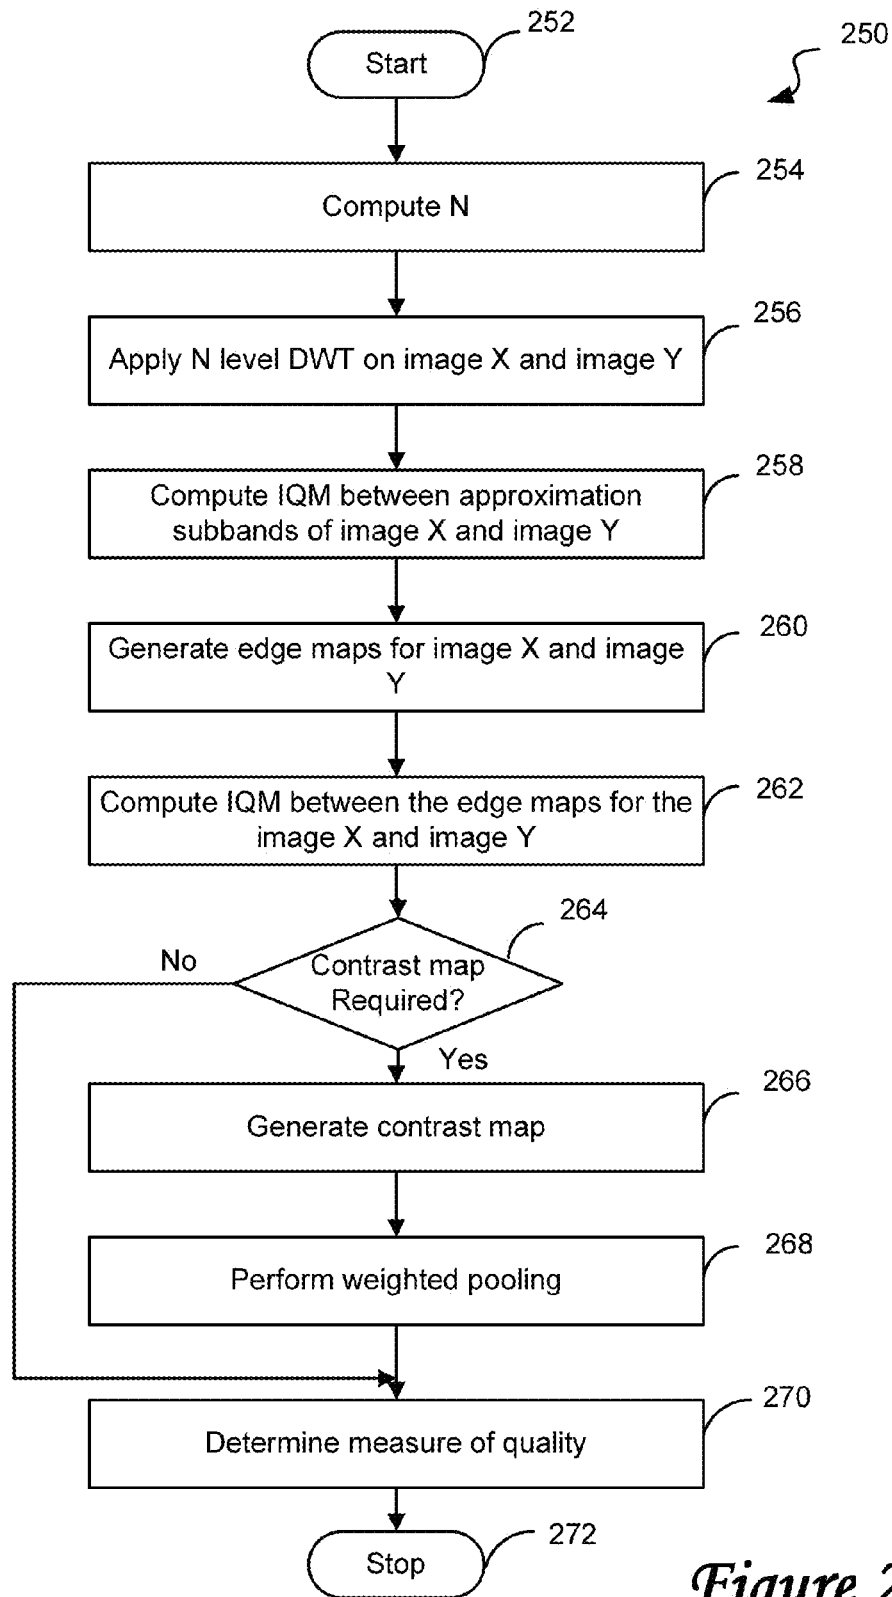 252
250
Start
254
Compute N
256
Apply N level DWT on image X and image Y
258
Compute IQM between approximation
subbands of image X and image Y
260
Generate edge maps for image X and image
Y
262
Compute IQM between the edge maps for the
image X and image Y
264
No
Contrast map
Required?
Yes
266
Generate contrast map
268
Perform weighted pooling
270
Determine measure of quality
272
Stop
Figure 2